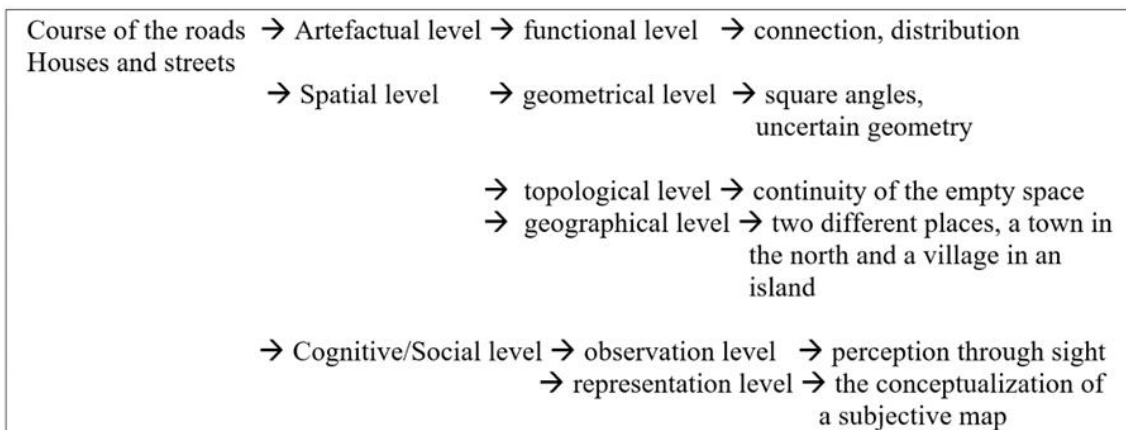 Course of the roads → Artefactual level → functional level → connection, distribution
Houses and streets
→ Spatial level → geometrical level → square angles,
uncertain geometry
→ topological level → continuity of the empty space
→ geographical level → two different places, a town in
the north and a village in an
island
→ Cognitive/Social level → observation level → perception through sight
→ representation level → the conceptualization of
a subjective map